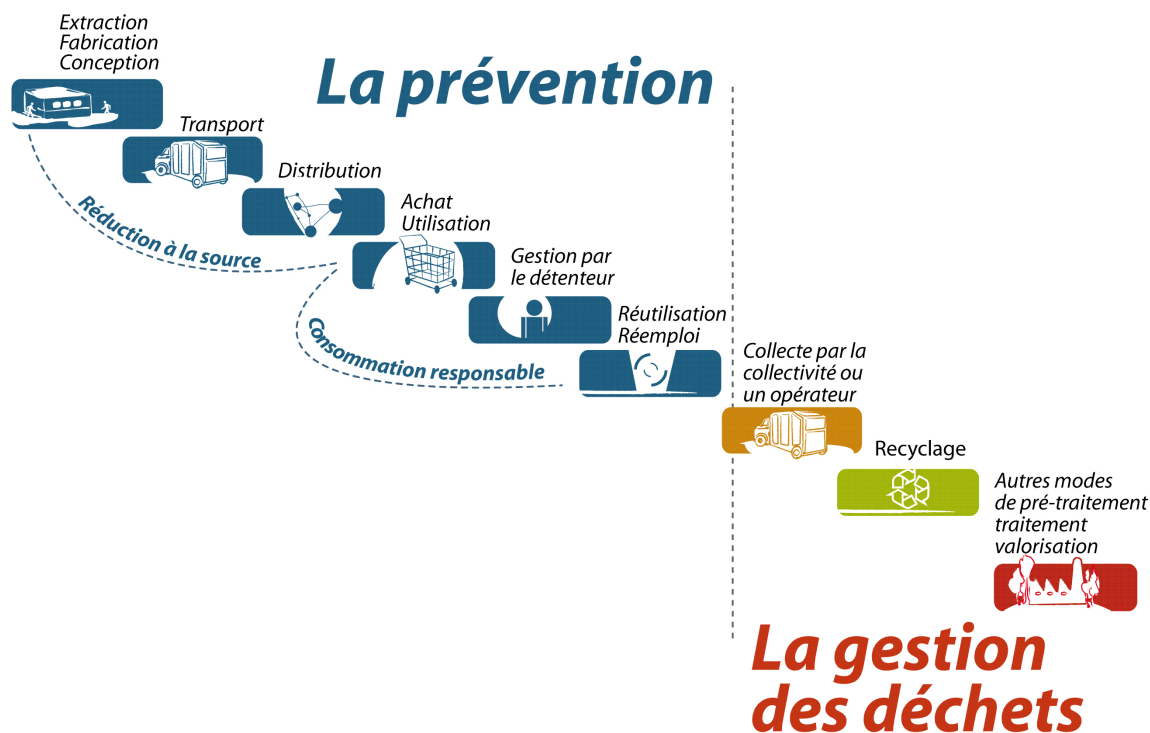 Extraction
Fabrication
Conception
La prévention
Transport
Distribution
Réduction à la source
Achat
Utilisation
Gestion par
le détenteur
Consommation responsable
Réutilisation
Réemploi
Collecte par la
collectivité ou
un opérateur
Recyclage
Autres modes
de pré-traitement
traitement
valorisation
La gestion
des déchets